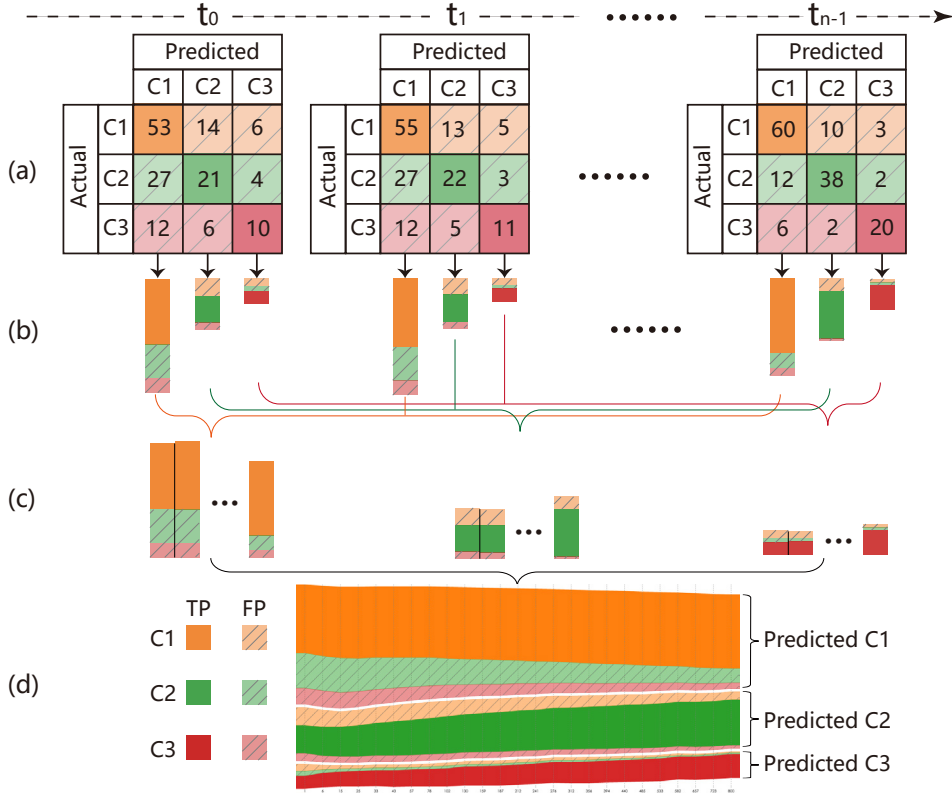 t0 t1 tn-1
Predicted Predicted Predicted
C1 C2 C3 C1 C2 C3 C1 C2 C3
C1 53 14 6 C1 55 13 5 C1 60 10 3
(a) Actual C2 27 21 4 Actual C2 27 22 3 Actual C2 12 38 2
C3 12 6 10 C3 12 5 11 C3 6 2 20
(b)
(c)
TP FP
C1
C2
(d)
C3
Predicted C1
Predicted C2
Predicted C3